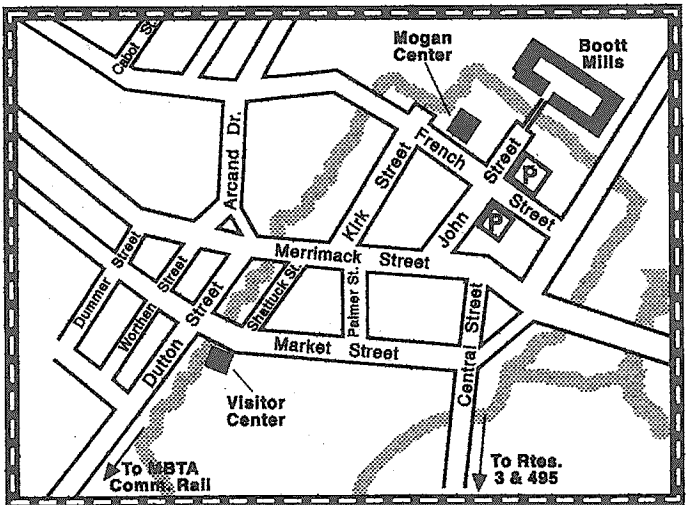 Cabot St.
Mogan
Center
Boott
Mills
Arcand Dr.
French
Street
Kirk
Street
John
Street
P
P
Merrimack Street
Dummer Street
Worthen Street
Dutton Street
Shattuck St.
Palmer St.
Central Street
Market Street
Visitor
Center
To MBTA
Comm. Rail
To Rtes.
3 & 495